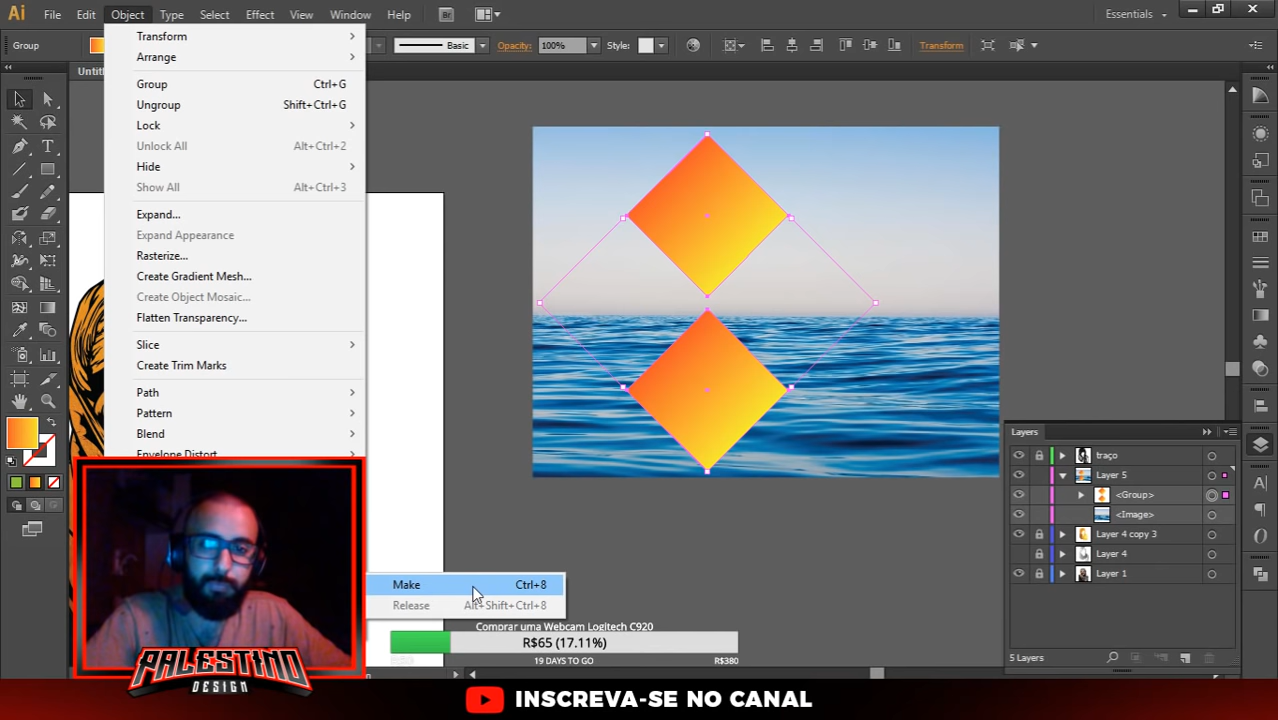 Ai File Edit Object Type Select Effect View Window Help Br Essentials
Group Basic Opacity: 100% Style: Transform
Untitl
Transform
Arrange
Group Ctrl+G
Ungroup Shift+Ctrl+G
Lock
Unlock All Alt+Ctrl+2
Hide
Show All Alt+Ctrl+3
Expand...
Expand Appearance
Rasterize...
Create Gradient Mesh...
Create Object Mosaic...
Flatten Transparency...
Slice
Create Trim Marks
Path
Pattern
Blend
Envelope Distort
Make Ctrl+8
Release Alt+Shift+Ctrl+8
Layers
traço
Layer 5
<Group>
<Image>
Layer 4 copy 3
Layer 4
Layer 1
5 Layers
Comprar uma Webcam Logitech C920
R$65 (17.11%)
19 DAYS TO GO R$380
PALESTINO
DESIGN
INSCREVA-SE NO CANAL